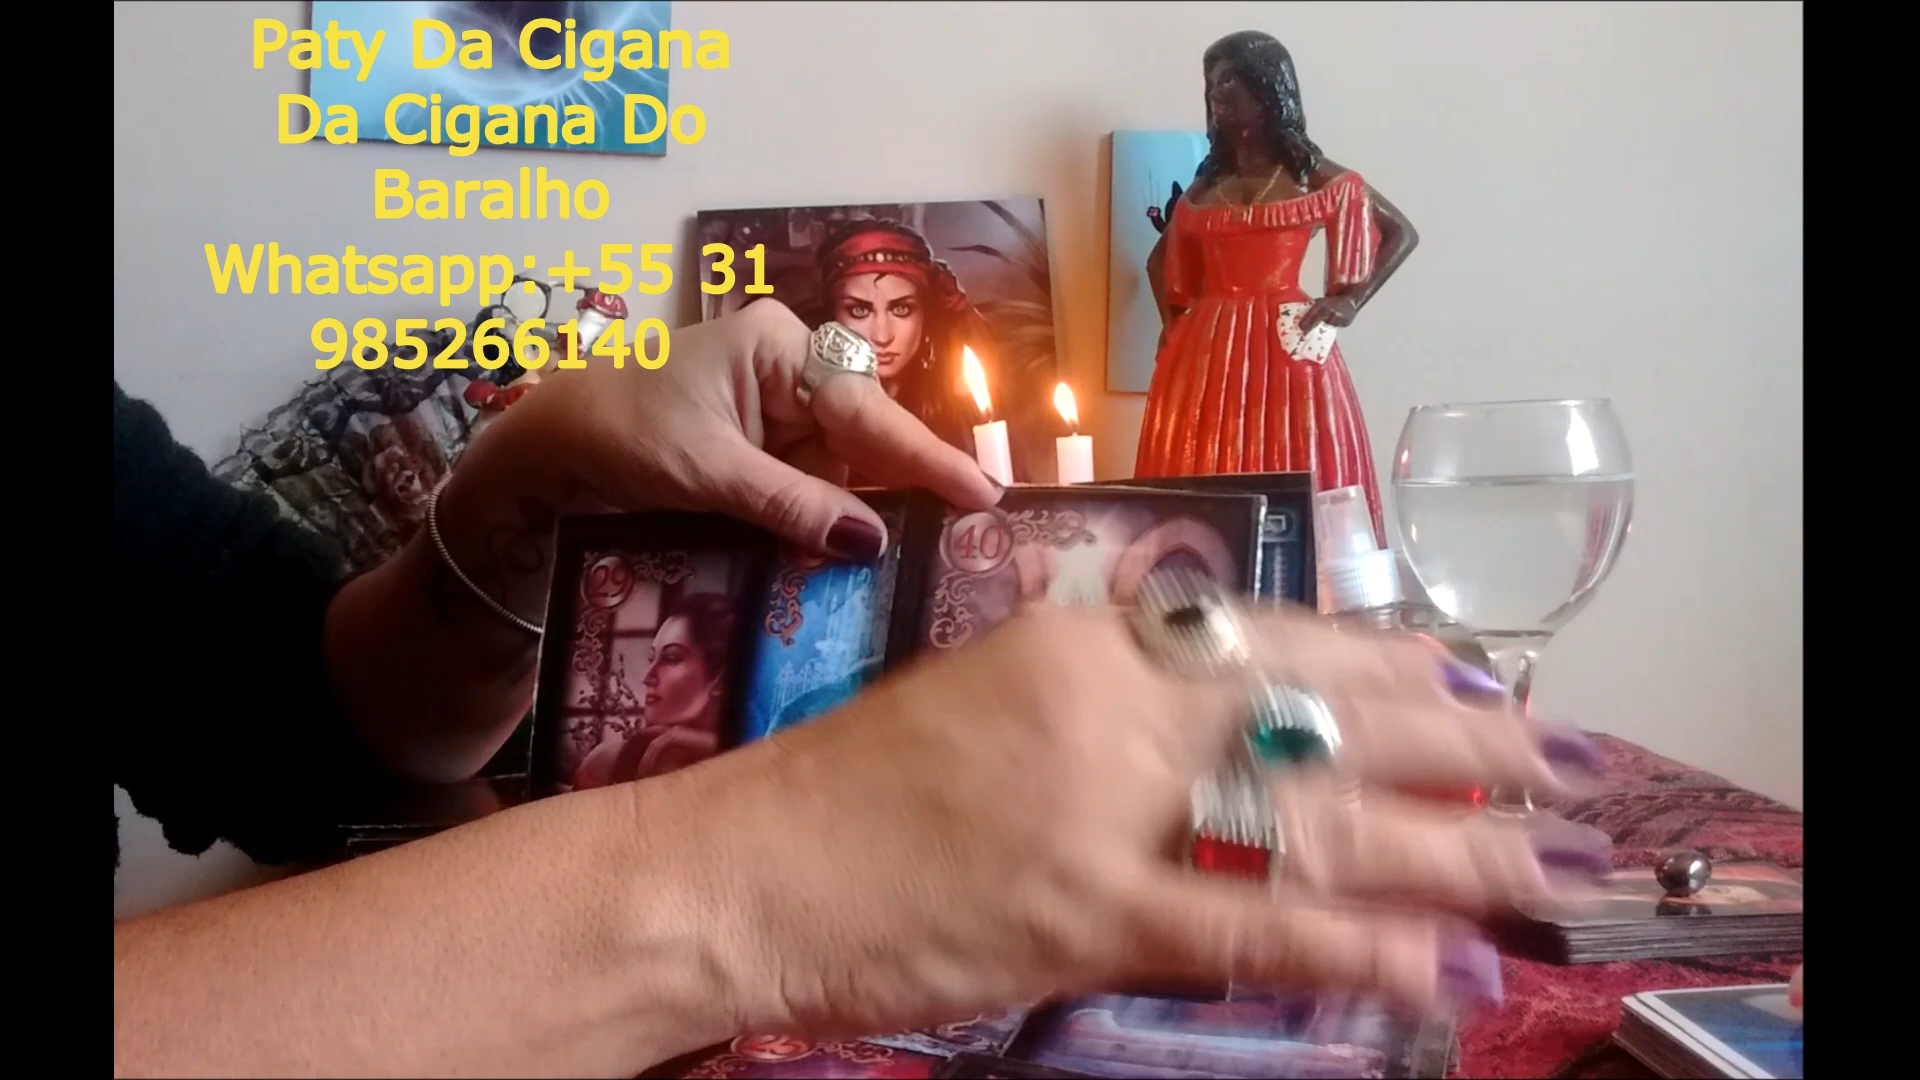 Paty Da Cigana
Da Cigana Do
Baralho
Whatsapp:+55 31
985266140
29
40